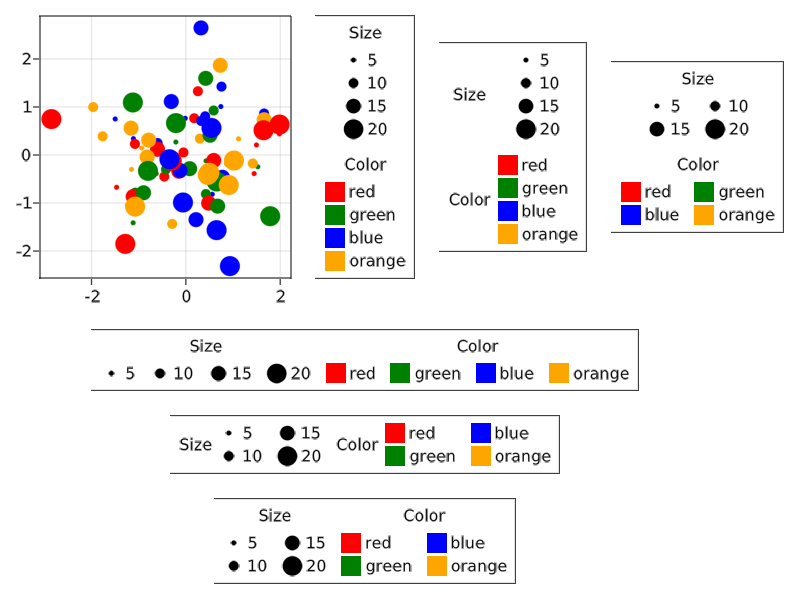 2
1
0
-1
-2
-2 0 2
Size
5
10
15
20
Color
red
green
blue
orange
Size
5
10
15
20
Color
red
green
blue
orange
Size
5 10
15 20
Color
red green
blue orange
Size Color
5 10 15 20 red green blue orange
Size 5 15 Color red blue
10 20 green orange
Size Color
5 15 red blue
10 20 green orange